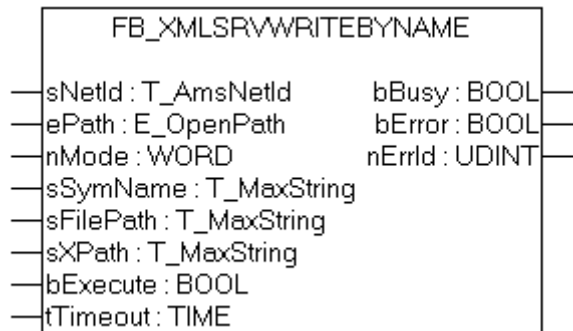 FB_XMLSRVWRITEBYNAME
sNetId : T_AmsNetId bBusy : BOOL
ePath : E_OpenPath bError : BOOL
nMode : WORD nErrId : UDINT
sSymName : T_MaxString
sFilePath : T_MaxString
sXPath : T_MaxString
bExecute : BOOL
tTimeout : TIME